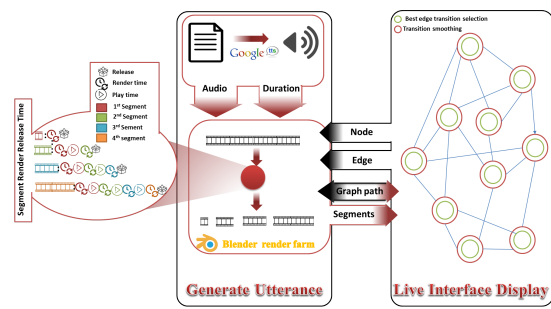 Segment Render Release Time
Release
Render time
Play time
1st Segment
2nd Segment
3rd Sement
4th segment
Google tts
Audio
Duration
Blender render farm
Generate Utterance
Node
Edge
Graph path
Segments
Best edge transition selection
Transition smoothing
Live Interface Display